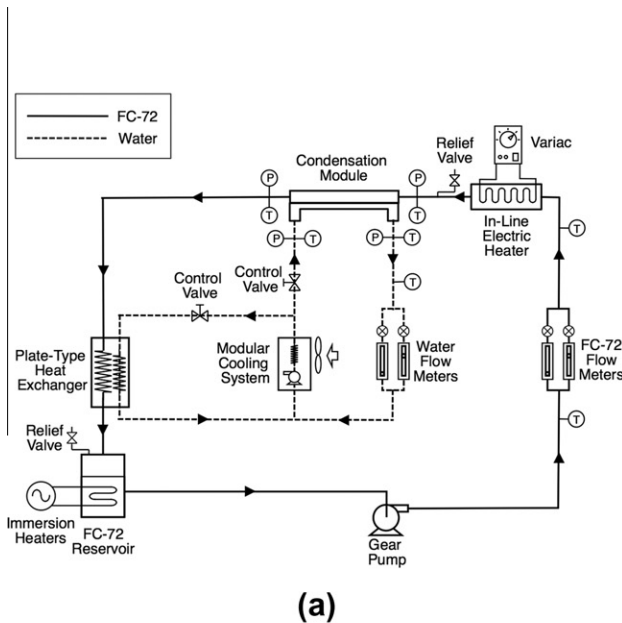 FC-72
Water
Condensation
Module
Relief
Valve
Variac
P
T
P
T
In-Line
Electric
Heater
P
T
P
T
T
T
Control
Valve
Control
Valve
Plate-Type
Heat
Exchanger
Modular
Cooling
System
Water
Flow
Meters
FC-72
Flow
Meters
T
Relief
Valve
Immersion
Heaters
FC-72
Reservoir
Gear
Pump
(a)